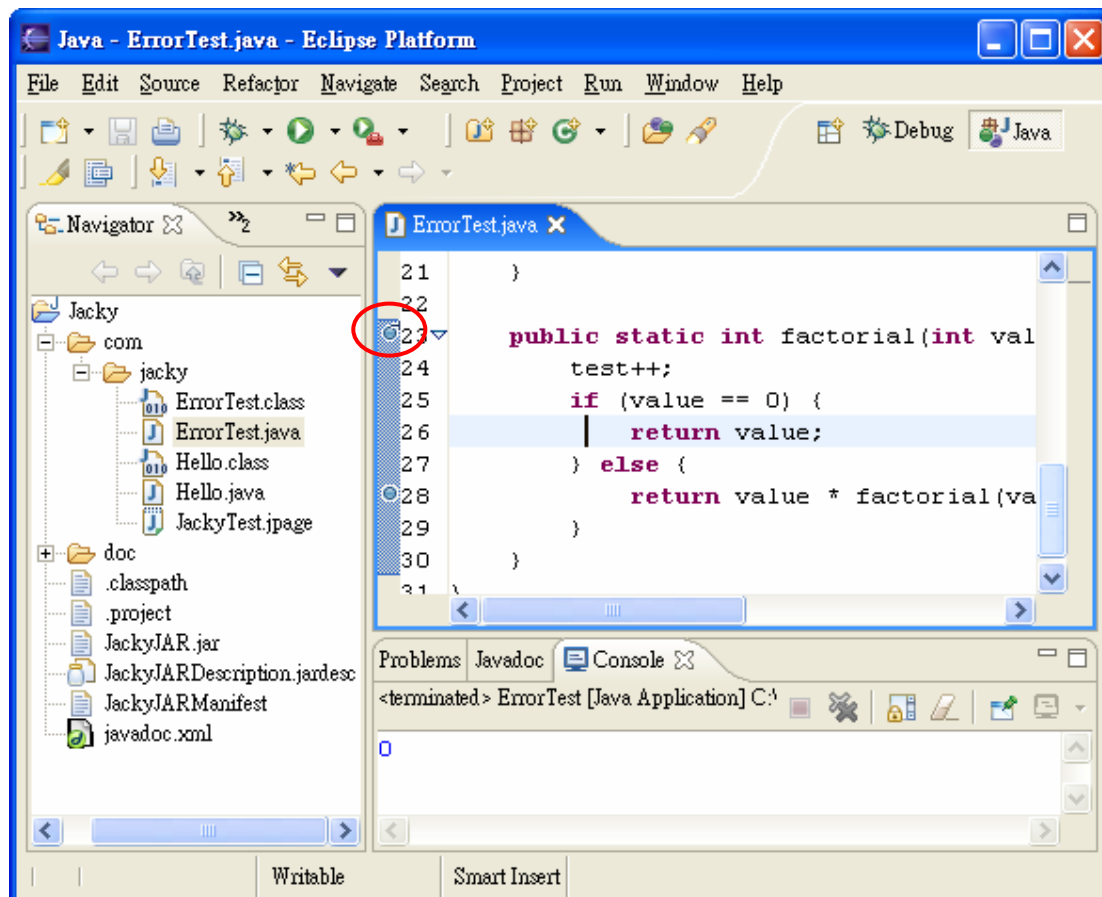 Java - ErrorTest.java - Eclipse Platform
File Edit Source Refactor Navigate Search Project Run Window Help
Debug Java
Navigator 2
ErrorTest.java
Jacky
com
jacky
ErrorTest.class
ErrorTest.java
Hello.class
Hello.java
JackyTest.jpage
doc
.classpath
.project
JackyJAR.jar
JackyJARDescription.jardesc
JackyJARManifest
javadoc.xml
21 }
22
23 public static int factorial(int val
24 test++;
25 if (value == 0) {
26 return value;
27 } else {
28 return value * factorial(va
29 }
30 }
31 }
Problems Javadoc Console
<terminated> ErrorTest [Java Application] C:\
0
Writable Smart Insert